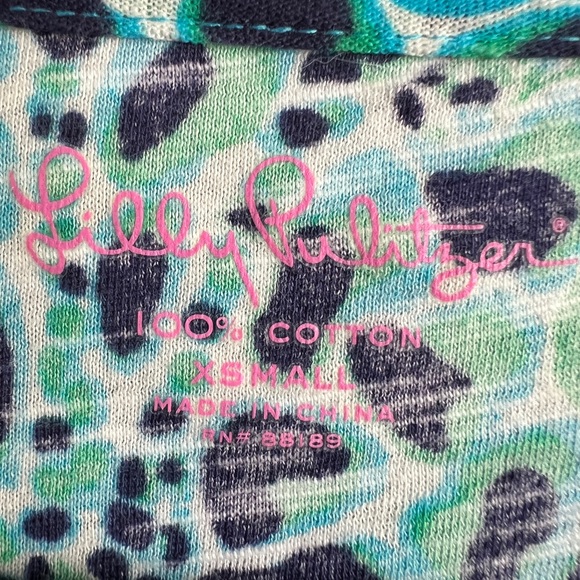 Lilly Pulitzer®
100% COTTON
XSMALL
MADE IN CHINA
RN# 88189